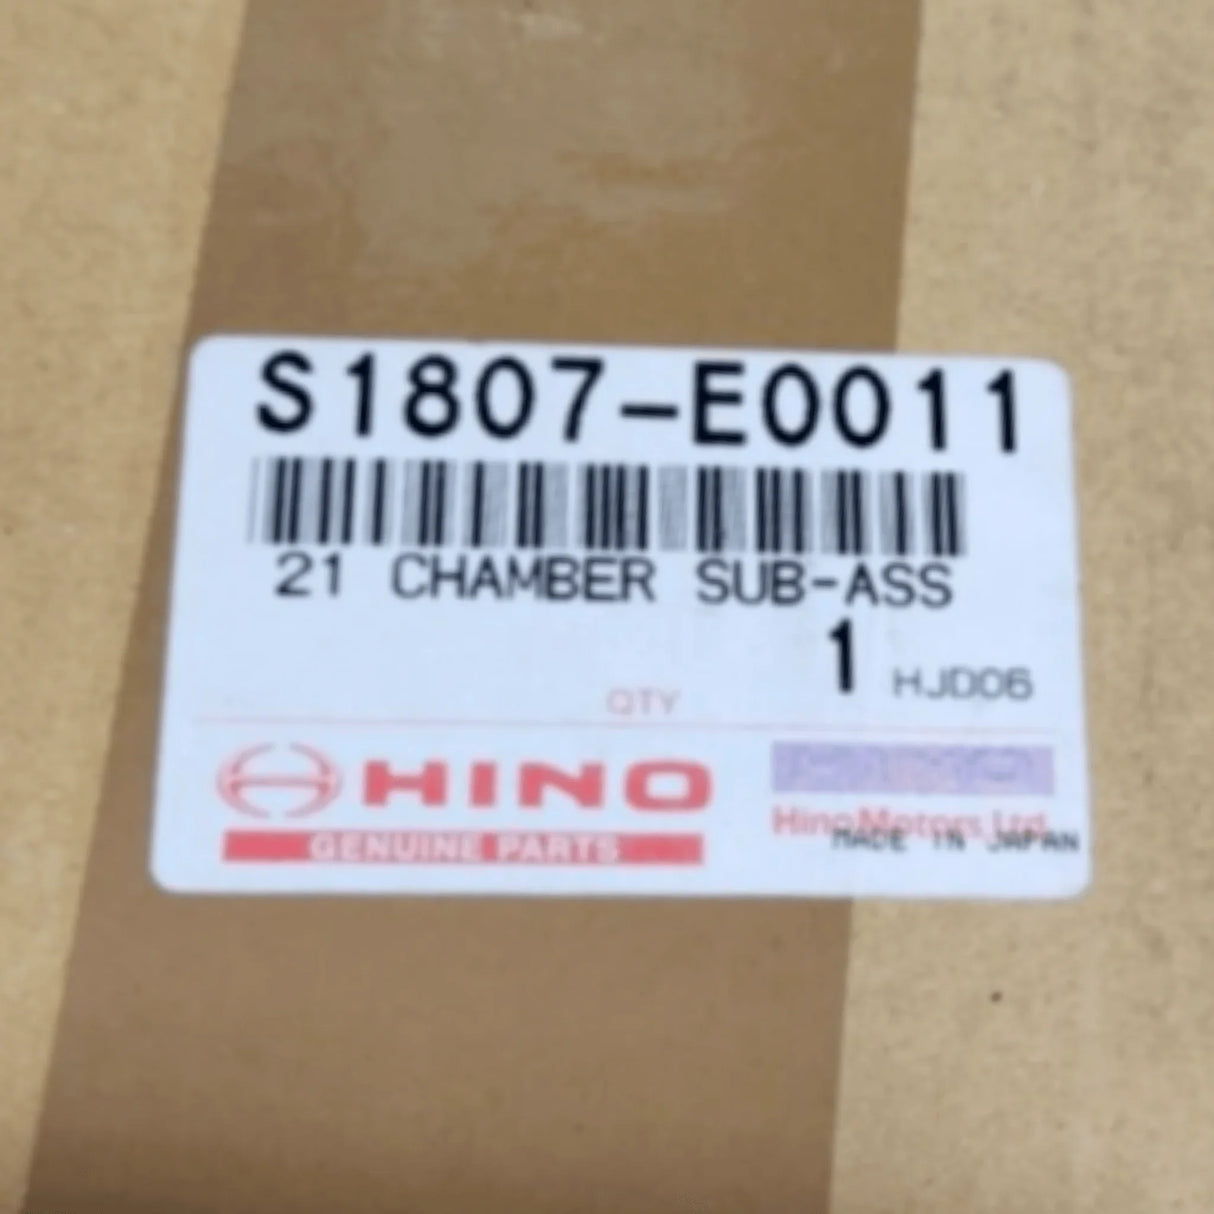 S1807-E0011
21 CHAMBER SUB-ASS
1 HJD06
QTY
HINO
GENUINE PARTS
Hino Motors, Ltd.
MADE IN JAPAN